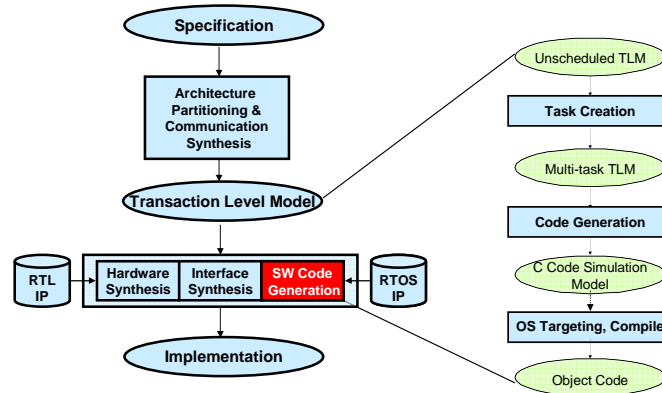 Specification
Architecture
Partitioning &
Communication
Synthesis
Transaction Level Model
RTL
IP
Hardware
Synthesis
Interface
Synthesis
SW Code
Generation
RTOS
IP
Implementation
Unscheduled TLM
Task Creation
Multi-task TLM
Code Generation
C Code Simulation
Model
OS Targeting, Compile
Object Code